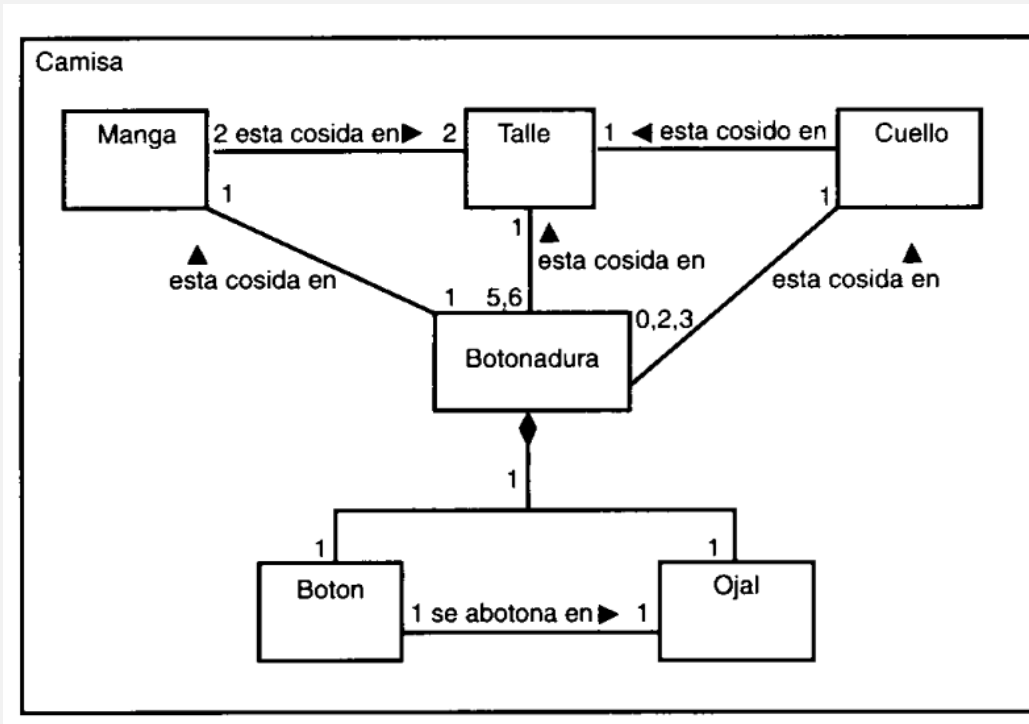 Camisa
Manga
2 esta cosida en▶ 2
Talle
1 ◀ esta cosido en
Cuello
1
1
1
▲
esta cosida en
▲
esta cosida en
▲
esta cosida en
1
5,6
0,2,3
Botonadura
1
1
1
Boton
Ojal
1 se abotona en▶ 1